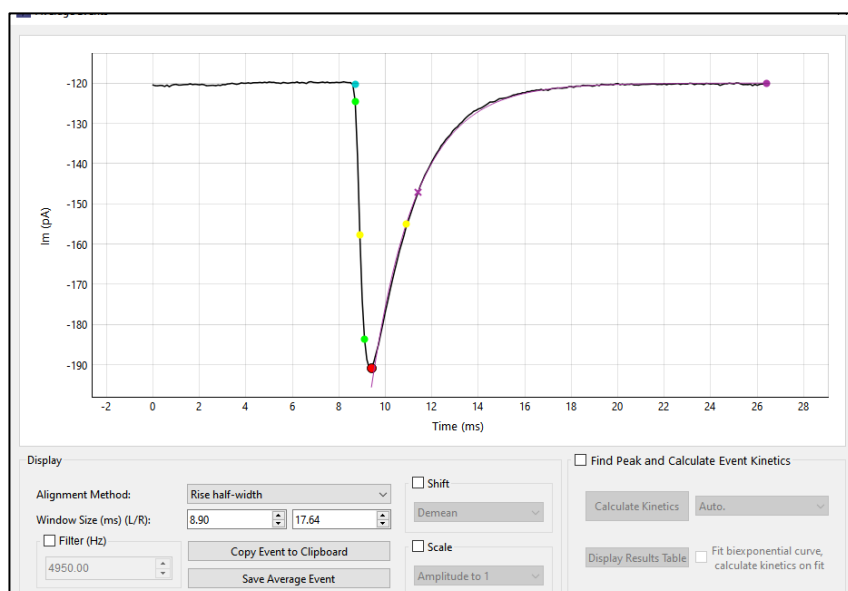 -120
-130
-140
-150
-160
-170
-180
-190
Im (pA)
-2 0 2 4 6 8 10 12 14 16 18 20 22 24 26 28
Time (ms)
Display
Alignment Method: Rise half-width
Window Size (ms) (L/R): 8.90 17.64
Filter (Hz)
4950.00
Copy Event to Clipboard
Save Average Event
Shift
Demean
Scale
Amplitude to 1
Find Peak and Calculate Event Kinetics
Calculate Kinetics Auto.
Display Results Table
Fit biexponential curve,
calculate kinetics on fit